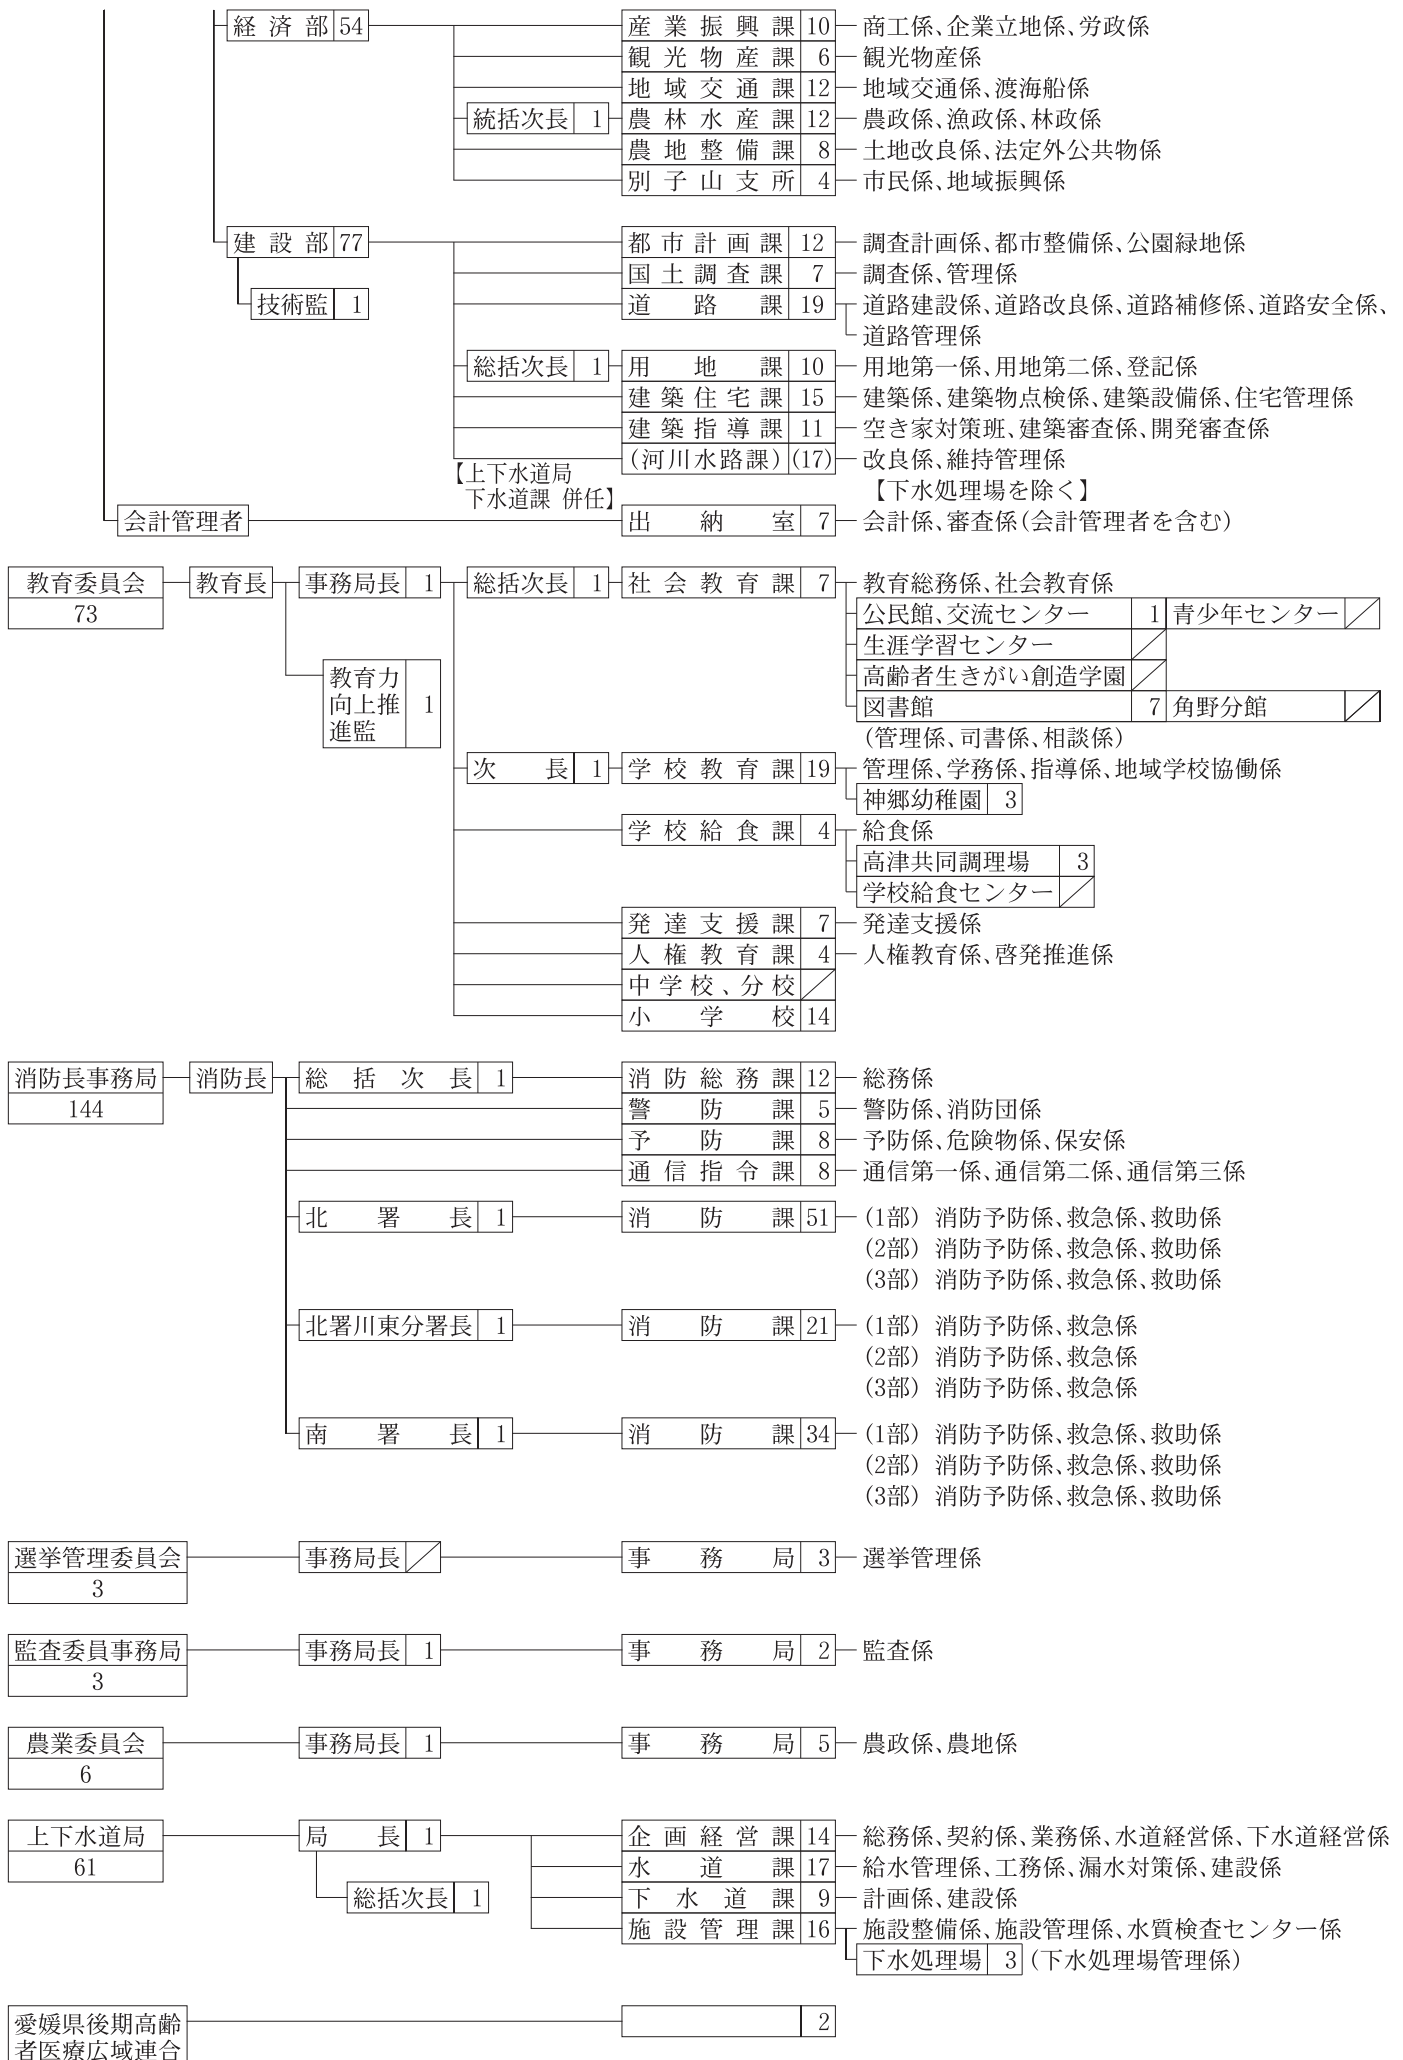 経済部 54 産業振興課 10 商工係、企業立地係、労政係
観光物産課 6 観光物産係
地域交通課 12 地域交通係、渡海船係
統括次長 1 農林水産課 12 農政係、漁政係、林政係
農地整備課 8 土地改良係、法定外公共物係
別子山支所 4 市民係、地域振興係
建設部 77 都市計画課 12 調査計画係、都市整備係、公園緑地係
国土調査課 7 調査係、管理係
技術監 1 道路課 19 道路建設係、道路改良係、道路補修係、道路安全係、
道路管理係
総括次長 1 用地課 10 用地第一係、用地第二係、登記係
建築住宅課 15 建築係、建築物点検係、建築設備係、住宅管理係
建築指導課 11 空き家対策班、建築審査係、開発審査係
(河川水路課) (17) 改良係、維持管理係
【上下水道局
下水道課 併任】
【下水処理場を除く】
会計管理者 出納室 7 会計係、審査係(会計管理者を含む)
教育委員会 教育長 事務局長 1 総括次長 1 社会教育課 7 教育総務係、社会教育係
73 公民館、交流センター 1 青少年センター
生涯学習センター
教育力
向上推
進監 1
高齢者生きがい創造学園
図書館 7 角野分館
(管理係、司書係、相談係)
次長 1 学校教育課 19 管理係、学務係、指導係、地域学校協働係
神郷幼稚園 3
学校給食課 4 給食係
高津共同調理場 3
学校給食センター
発達支援課 7 発達支援係
人権教育課 4 人権教育係、啓発推進係
中学校、分校
小学校 14
消防長事務局 消防長 総括次長 1 消防総務課 12 総務係
144 警防課 5 警防係、消防団係
予防課 8 予防係、危険物係、保安係
通信指令課 8 通信第一係、通信第二係、通信第三係
北署長 1 消防課 51 (1部) 消防予防係、救急係、救助係
(2部) 消防予防係、救急係、救助係
(3部) 消防予防係、救急係、救助係
北署川東分署長 1 消防課 21 (1部) 消防予防係、救急係
(2部) 消防予防係、救急係
(3部) 消防予防係、救急係
南署長 1 消防課 34 (1部) 消防予防係、救急係、救助係
(2部) 消防予防係、救急係、救助係
(3部) 消防予防係、救急係、救助係
選挙管理委員会 事務局長 事務局 3 選挙管理係
3
監査委員事務局 事務局長 1 事務局 2 監査係
3
農業委員会 事務局長 1 事務局 5 農政係、農地係
6
上下水道局 局長 1 企画経営課 14 総務係、契約係、業務係、水道経営係、下水道経営係
61 水道課 17 給水管理係、工務係、漏水対策係、建設係
総括次長 1 下水道課 9 計画係、建設係
施設管理課 16 施設整備係、施設管理係、水質検査センター係
下水処理場 3 (下水処理場管理係)
愛媛県後期高齢 2
者医療広域連合